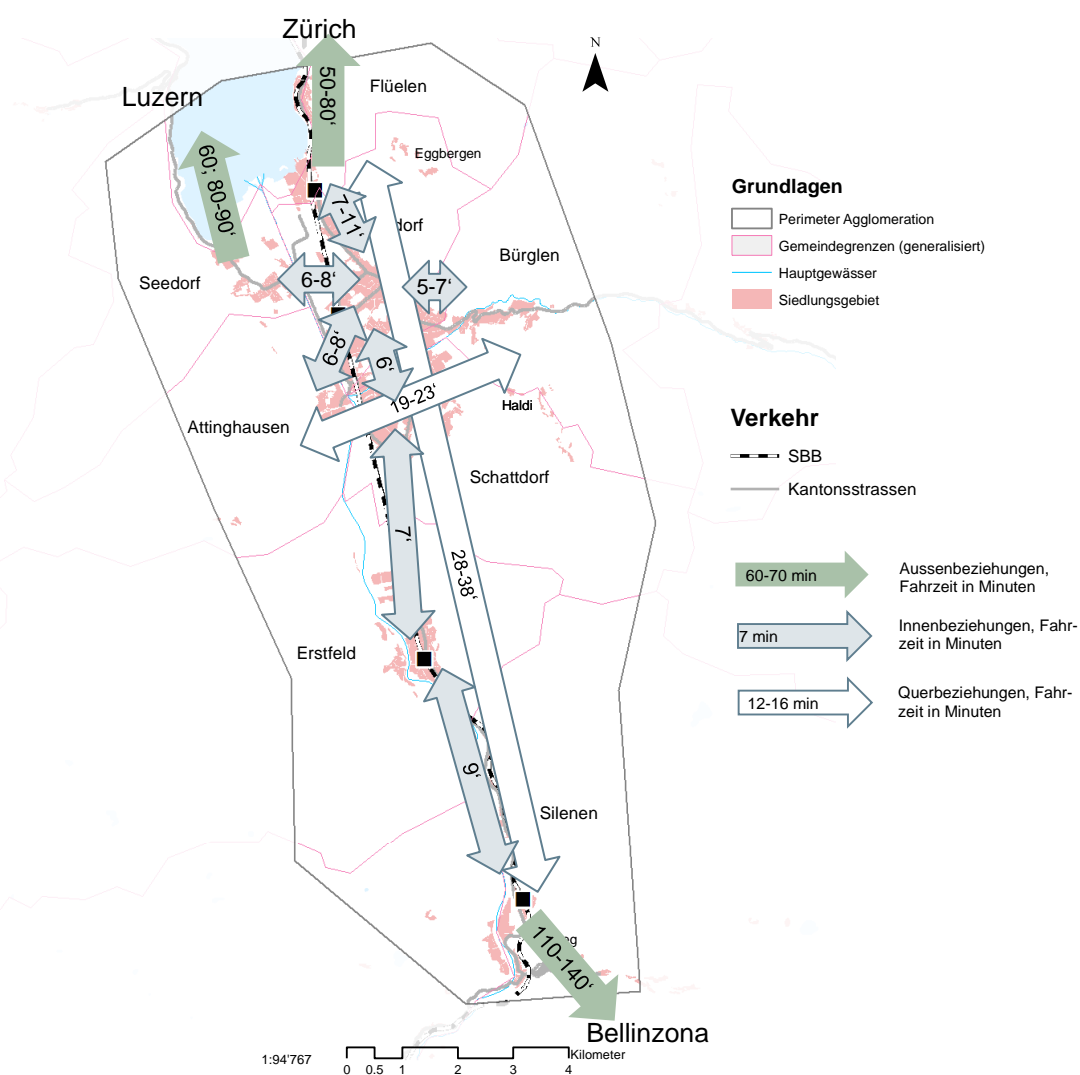 Zürich
N
50-80‘
Flüelen
Luzern
Eggbergen
60; 80-90‘
7-11‘
dorf
Bürglen
Seedorf
6-8‘
5-7‘
6-8‘
6‘
19-23‘
Haldi
Attinghausen
Schattdorf
7‘
28-38‘
Erstfeld
9‘
Silenen
110-140‘
Bellinzona
1:94'767
Kilometer
0 0.5 1 2 3 4
Grundlagen
Perimeter Agglomeration
Gemeindegrenzen (generalisiert)
Hauptgewässer
Siedlungsgebiet
Verkehr
SBB
Kantonsstrassen
60-70 min
Aussenbeziehungen,
Fahrzeit in Minuten
7 min
Innenbeziehungen, Fahr-
zeit in Minuten
12-16 min
Querbeziehungen, Fahr-
zeit in Minuten